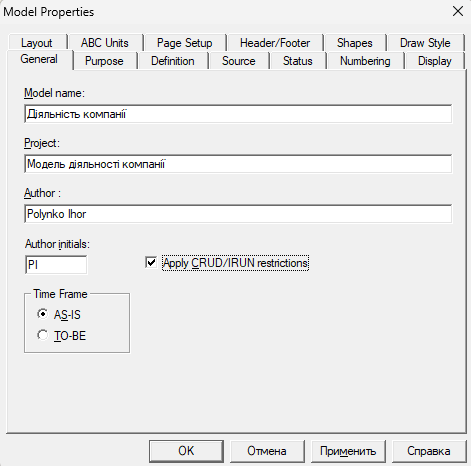 Model Properties
Layout ABC Units Page Setup Header/Footer Shapes Draw Style
General Purpose Definition Source Status Numbering Display
Model name:
Діяльність компанії
Project:
Модель діяльності компанії
Author :
Polynko Ihor
Author initials:
PI
Apply CRUD/IRUN restrictions
Time Frame
AS-IS
TO-BE
OK Отмена Применить Справка